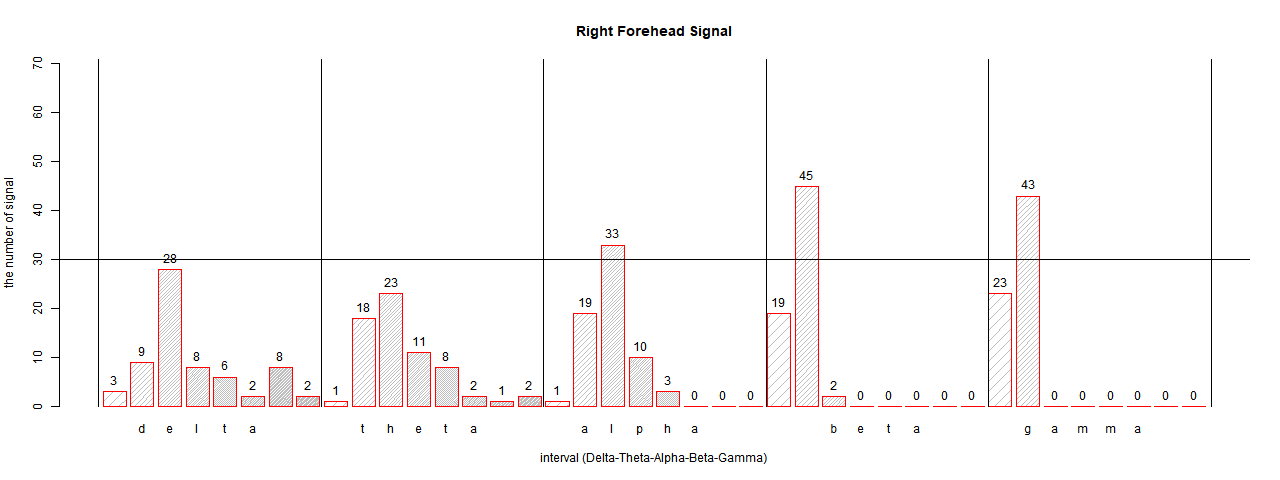 Right Forehead Signal
the number of signal
70
60
50
40
30
20
10
0
3 9 28 8 6 2 8 2 1 18 23 11 8 2 1 2 1 19 33 10 3 0 0 0 19 45 2 0 0 0 0 0 23 43 0 0 0 0 0 0
d e l t a t h e t a a l p h a b e t a g a m m a
interval (Delta-Theta-Alpha-Beta-Gamma)